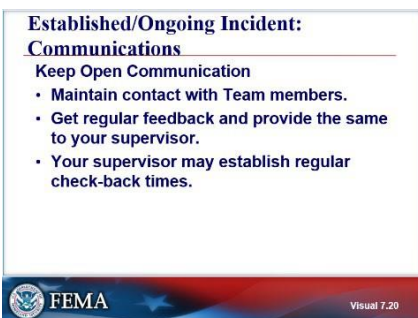 Established/Ongoing Incident:
Communications
Keep Open Communication
• Maintain contact with Team members.
• Get regular feedback and provide the same
to your supervisor.
• Your supervisor may establish regular
check-back times.
FEMA
Visual 7.20